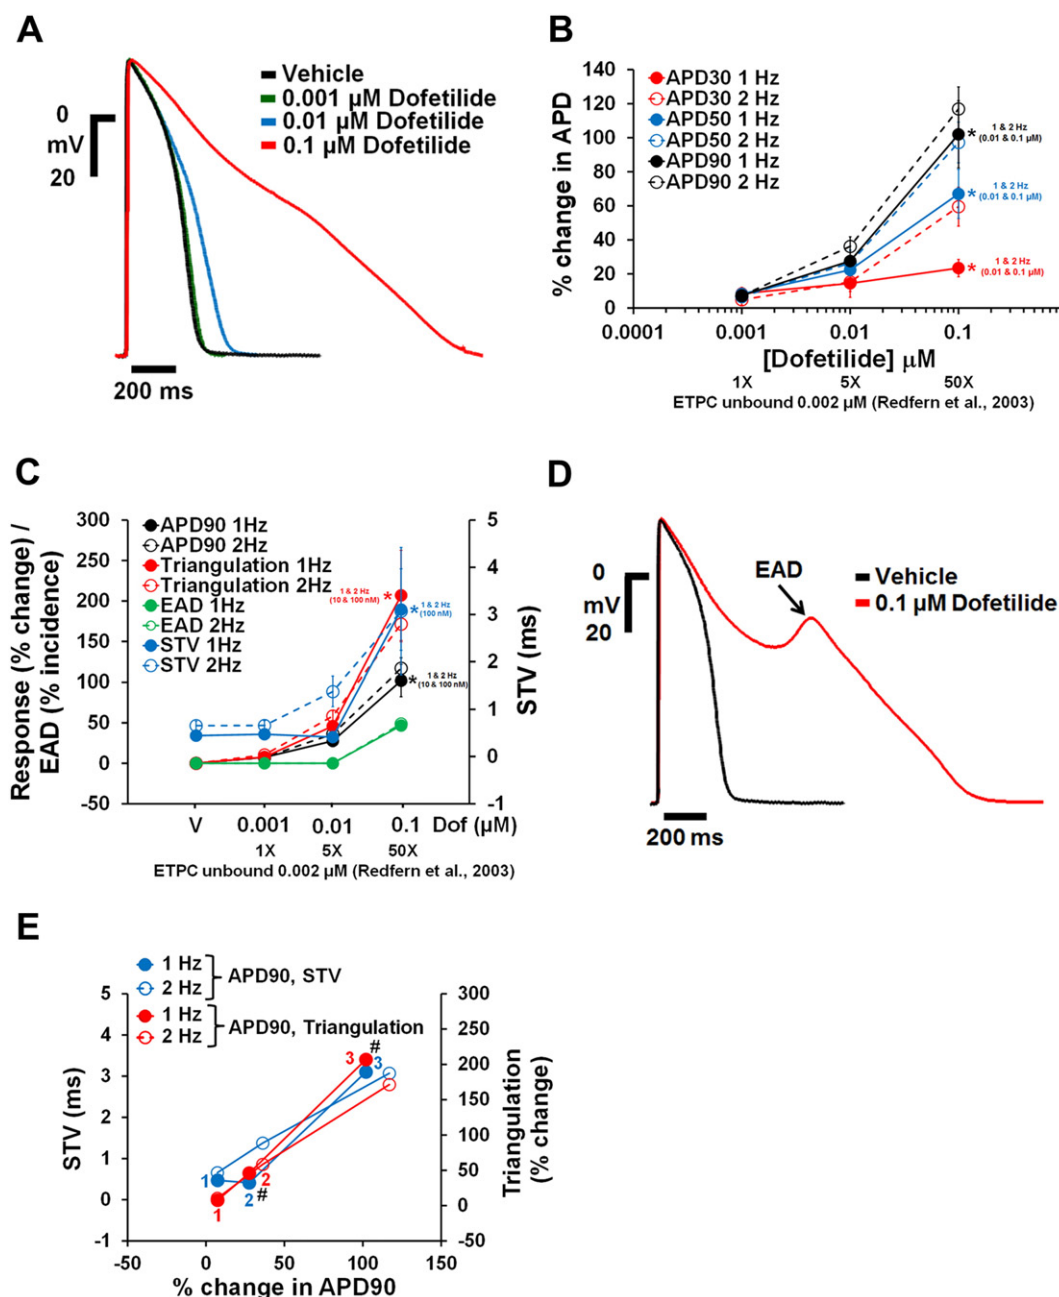 A
Vehicle
0.001 µM Dofetilide
0.01 µM Dofetilide
0.1 µM Dofetilide
0
mV
20
200 ms
B
% change in APD
140
120
100
80
60
40
20
0
APD30 1 Hz
APD30 2 Hz
APD50 1 Hz
APD50 2 Hz
APD90 1 Hz
APD90 2 Hz
* 1 & 2 Hz
(0.01 & 0.1 µM)
* 1 & 2 Hz
(0.01 & 0.1 µM)
* 1 & 2 Hz
(0.01 & 0.1 µM)
0.0001 0.001 0.01 0.1
[Dofetilide] µM
1X 5X 50X
ETPC unbound 0.002 µM (Redfern et al., 2003)
C
Response (% change) /
EAD (% incidence)
300
250
200
150
100
50
0
-50
APD90 1Hz
APD90 2Hz
Triangulation 1Hz
Triangulation 2Hz
EAD 1Hz
EAD 2Hz
STV 1Hz
STV 2Hz
1 & 2 Hz
(10 & 100 nM) *
* 1 & 2 Hz
(100 nM)
* 1 & 2 Hz
(10 & 100 nM)
5
4
3
2
1
0
-1
STV (ms)
V 0.001 0.01 0.1 Dof (µM)
1X 5X 50X
ETPC unbound 0.002 µM (Redfern et al., 2003)
D
0
mV
20
EAD
Vehicle
0.1 µM Dofetilide
200 ms
E
1 Hz
2 Hz
APD90, STV
1 Hz
2 Hz
APD90, Triangulation
STV (ms)
5
4
3
2
1
0
-1
#
3 3
1
2
2 #
1
300
250
200
150
100
50
0
-50
Triangulation
(% change)
-50 0 50 100 150
% change in APD90